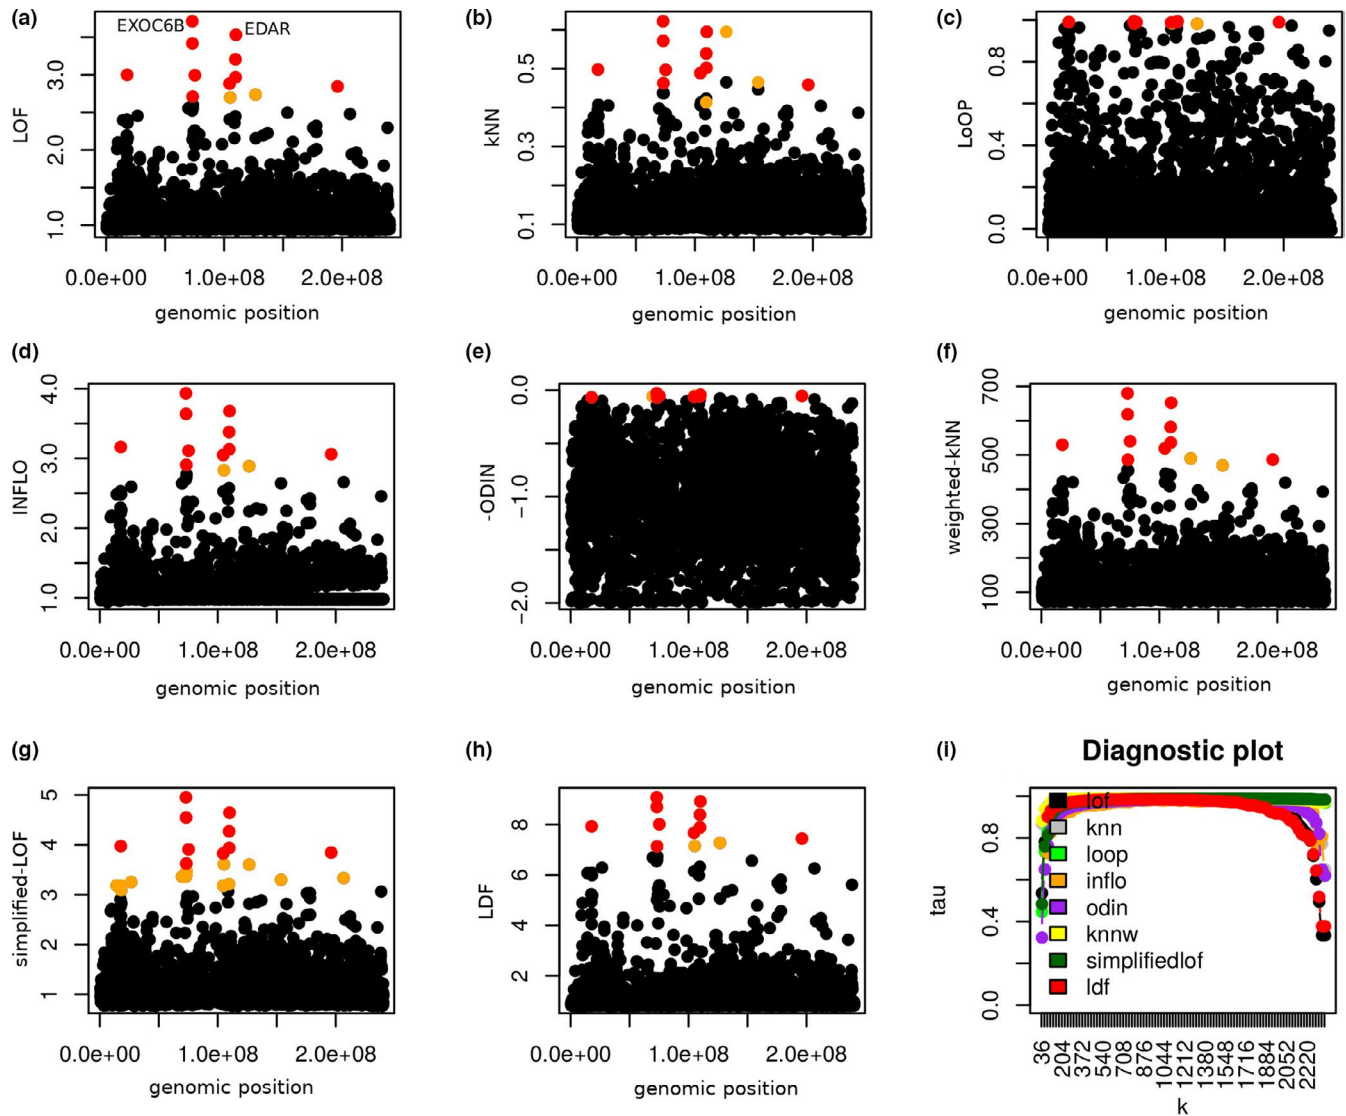 (a)
EXOC6B
EDAR
LOF
1.0 2.0 3.0
0.0e+00 1.0e+08 2.0e+08
genomic position
(b)
kNN
0.1 0.3 0.5
0.0e+00 1.0e+08 2.0e+08
genomic position
(c)
LoOP
0.0 0.4 0.8
0.0e+00 1.0e+08 2.0e+08
genomic position
(d)
INFLO
1.0 2.0 3.0 4.0
0.0e+00 1.0e+08 2.0e+08
genomic position
(e)
-ODIN
−2.0 −1.0 0.0
0.0e+00 1.0e+08 2.0e+08
genomic position
(f)
weighted-kNN
100 300 500 700
0.0e+00 1.0e+08 2.0e+08
genomic position
(g)
simplified-LOF
1 2 3 4 5
0.0e+00 1.0e+08 2.0e+08
genomic position
(h)
LDF
2 4 6 8
0.0e+00 1.0e+08 2.0e+08
genomic position
(i)
Diagnostic plot
tau
0.0 0.4 0.8
lof
knn
loop
inflo
odin
knnw
simplifiedlof
ldf
36 204 372 540 708 876 1044 1212 1380 1548 1716 1884 2052 2220
k